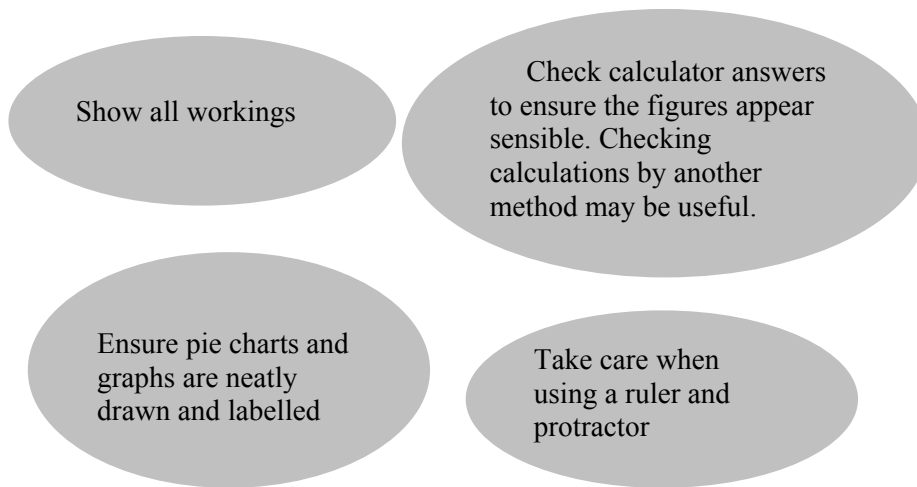 Show all workings
Check calculator answers
to ensure the figures appear
sensible. Checking
calculations by another
method may be useful.
Ensure pie charts and
graphs are neatly
drawn and labelled
Take care when
using a ruler and
protractor